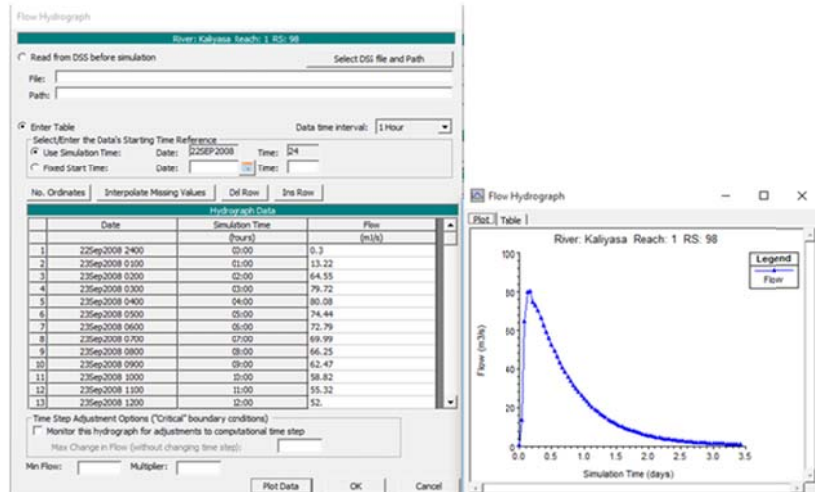 Flow Hydrograph
River: Kaliyasa Reach: 1 RS: 98
Read from DSS before simulation
Select DSS file and Path
File:
Path:
Enter Table
Data time interval: 1 Hour
Select/Enter the Data's Starting Time Reference
Use Simulation Time: Date: 22SEP2008 Time: 24
Fixed Start Time: Date: Time:
No. Ordinates Interpolate Missing Values Del Row Ins Row
Hydrograph Data
Date Simulation Time Flow
(hours) (m3/s)
1 22Sep2008 2400 00:00 0.3
2 23Sep2008 0100 01:00 13.22
3 23Sep2008 0200 02:00 64.55
4 23Sep2008 0300 03:00 79.72
5 23Sep2008 0400 04:00 80.08
6 23Sep2008 0500 05:00 74.44
7 23Sep2008 0600 06:00 72.79
8 23Sep2008 0700 07:00 69.99
9 23Sep2008 0800 08:00 66.25
10 23Sep2008 0900 09:00 62.47
11 23Sep2008 1000 10:00 58.82
12 23Sep2008 1100 11:00 55.32
13 23Sep2008 1200 12:00 52.
Time Step Adjustment Options ("Critical" boundary conditions)
Monitor this hydrograph for adjustments to computational time step
Max Change in Flow (without changing time step):
Min Flow: Multiplier:
Plot Data OK Cancel
Flow Hydrograph
Plot Table
River: Kaliyasa Reach: 1 RS: 98
Legend
Flow
Flow (m3/s)
100
80
60
40
20
0
0.0 0.5 1.0 1.5 2.0 2.5 3.0 3.5
Simulation Time (days)